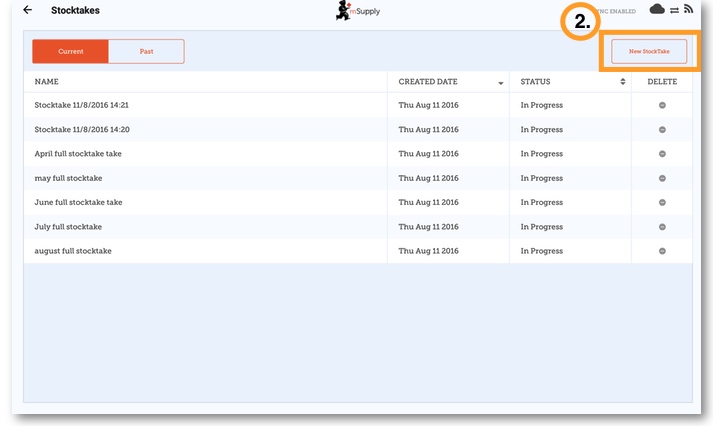 Stocktakes
mSupply
2.
NC ENABLED
Current
Past
New StockTake
NAME
CREATED DATE
STATUS
DELETE
Stocktake 11/8/2016 14:21
Thu Aug 11 2016
In Progress
Stocktake 11/8/2016 14:20
Thu Aug 11 2016
In Progress
April full stocktake take
Thu Aug 11 2016
In Progress
may full stocktake
Thu Aug 11 2016
In Progress
June full stocktake take
Thu Aug 11 2016
In Progress
July full stocktake
Thu Aug 11 2016
In Progress
august full stocktake
Thu Aug 11 2016
In Progress